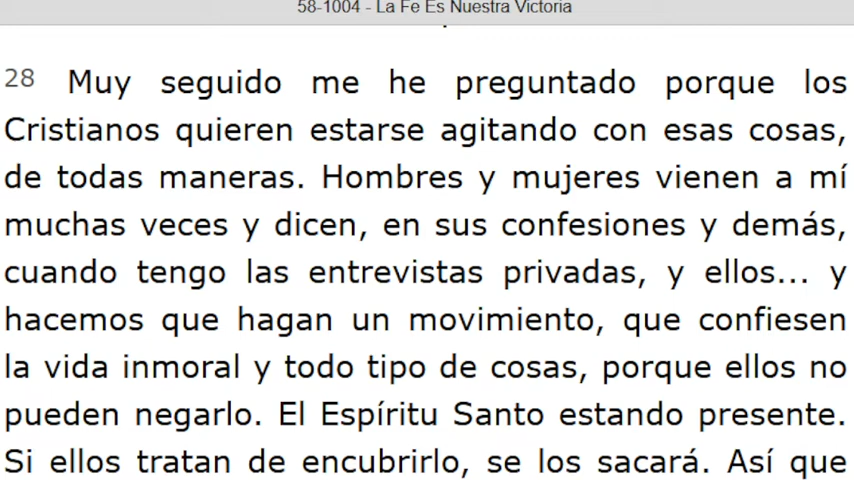 58-1004 - La Fe Es Nuestra Victoria
28 Muy seguido me he preguntado porque los
Cristianos quieren estarse agitando con esas cosas,
de todas maneras. Hombres y mujeres vienen a mí
muchas veces y dicen, en sus confesiones y demás,
cuando tengo las entrevistas privadas, y ellos... y
hacemos que hagan un movimiento, que confiesen
la vida inmoral y todo tipo de cosas, porque ellos no
pueden negarlo. El Espíritu Santo estando presente.
Si ellos tratan de encubrirlo, se los sacará. Así que